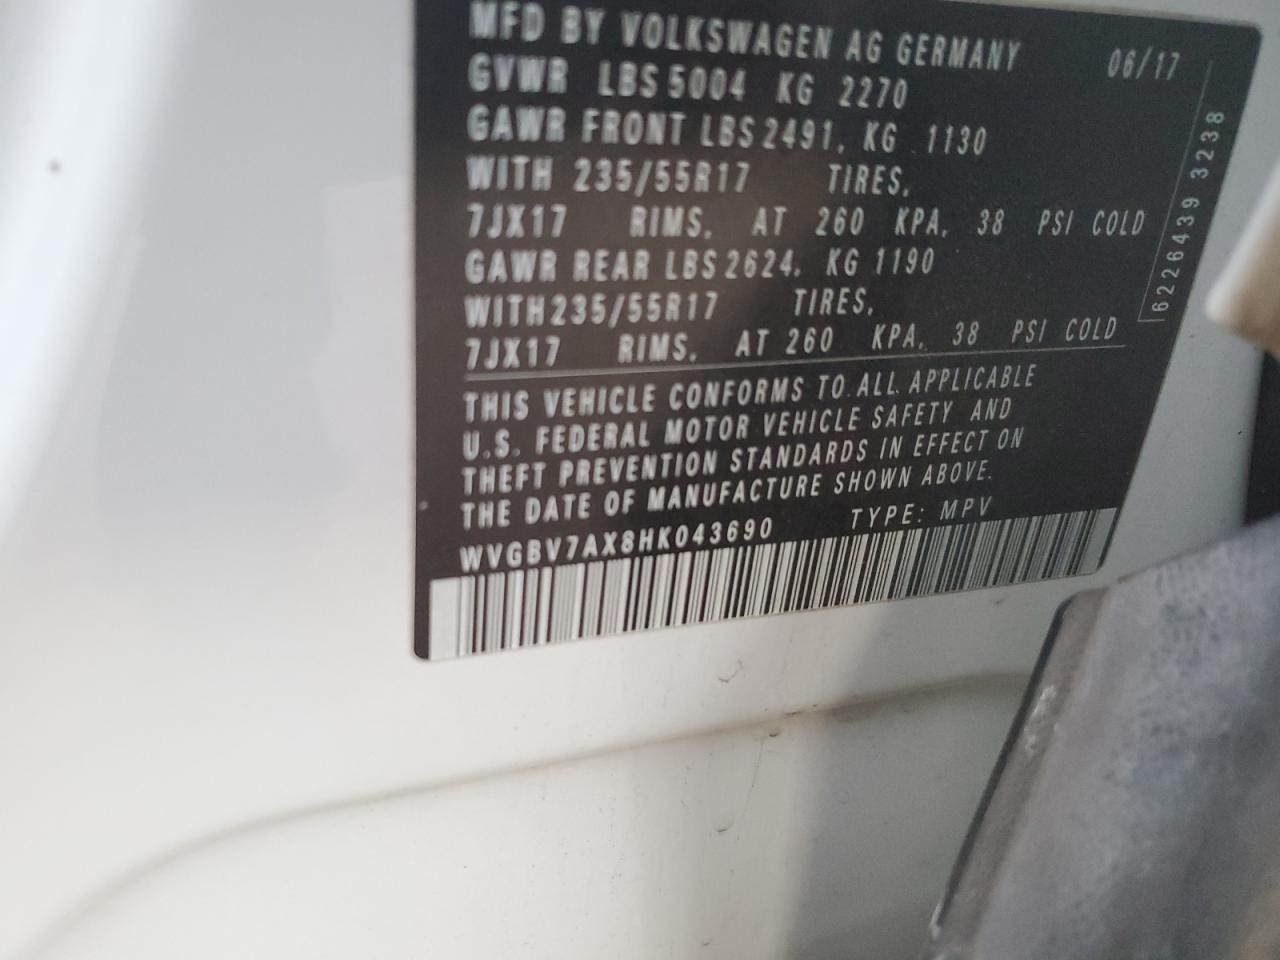 MFD BY VOLKSWAGEN AG GERMANY 06/17
GVWR LBS 5004 KG 2270
GAWR FRONT LBS 2491, KG 1130
WITH 235/55R17 TIRES,
7JX17 RIMS, AT 260 KPA, 38 PSI COLD
GAWR REAR LBS 2624, KG 1190
WITH 235/55R17 TIRES,
7JX17 RIMS, AT 260 KPA, 38 PSI COLD
THIS VEHICLE CONFORMS TO ALL APPLICABLE
U.S. FEDERAL MOTOR VEHICLE SAFETY AND
THEFT PREVENTION STANDARDS IN EFFECT ON
THE DATE OF MANUFACTURE SHOWN ABOVE.
WVGBV7AX8HK043690 TYPE: MPV
6226439 3238